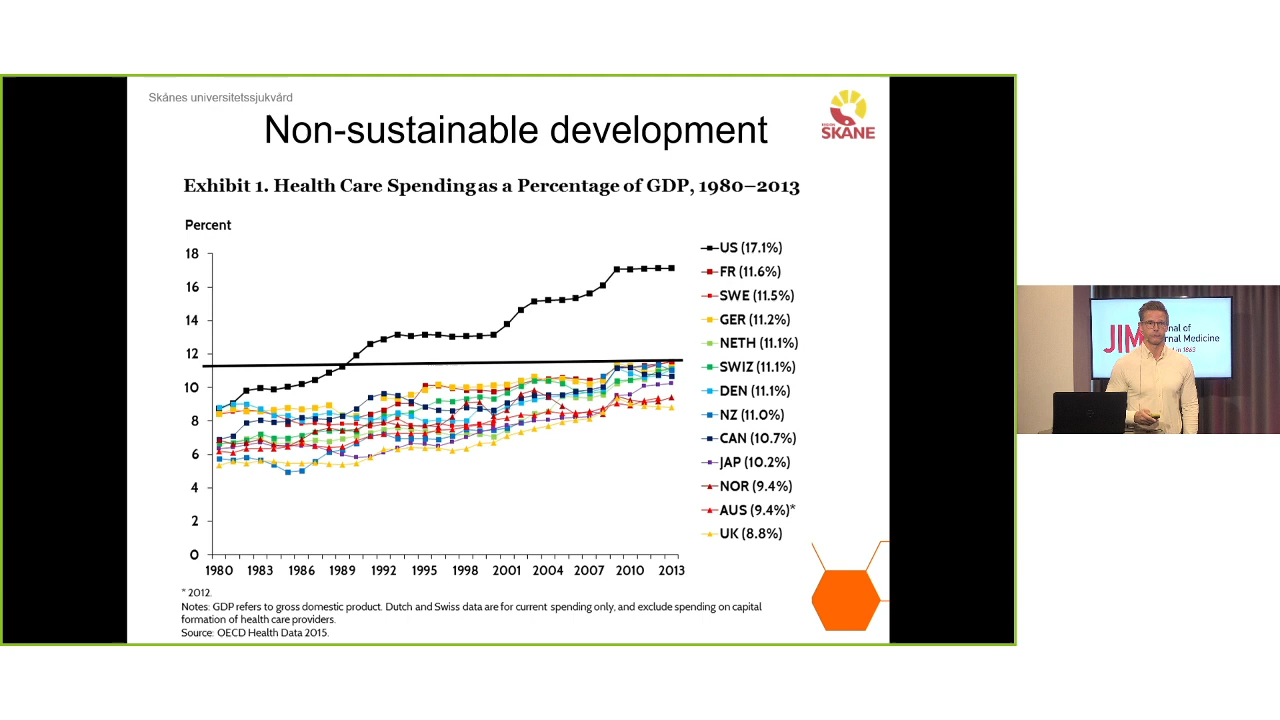 Skånes universitetssjukvård
SKÅNE
Non-sustainable development
Exhibit 1. Health Care Spending as a Percentage of GDP, 1980–2013
Percent
18
16
14
12
10
8
6
4
2
0
1980 1983 1986 1989 1992 1995 1998 2001 2004 2007 2010 2013
US (17.1%)
FR (11.6%)
SWE (11.5%)
GER (11.2%)
NETH (11.1%)
SWIZ (11.1%)
DEN (11.1%)
NZ (11.0%)
CAN (10.7%)
JAP (10.2%)
NOR (9.4%)
AUS (9.4%)*
UK (8.8%)
* 2012.
Notes: GDP refers to gross domestic product. Dutch and Swiss data are for current spending only, and exclude spending on capital
formation of health care providers.
Source: OECD Health Data 2015.
JIM
nal of
rnal Medicine
in 1863